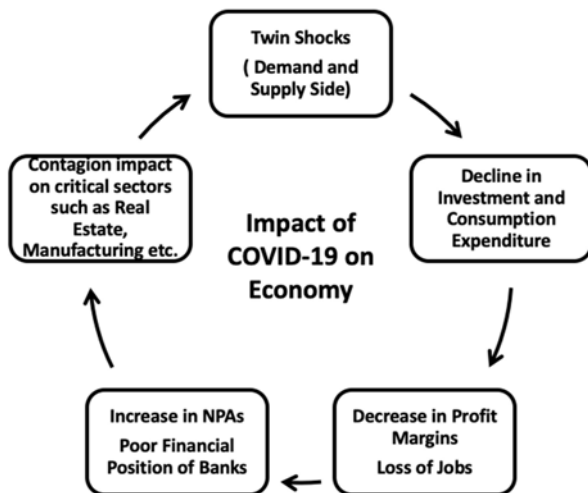 Twin Shocks
( Demand and
Supply Side)
Decline in
Investment and
Consumption
Expenditure
Decrease in Profit
Margins
Loss of Jobs
Increase in NPAs
Poor Financial
Position of Banks
Contagion impact
on critical sectors
such as Real
Estate,
Manufacturing etc.
Impact of
COVID-19 on
Economy